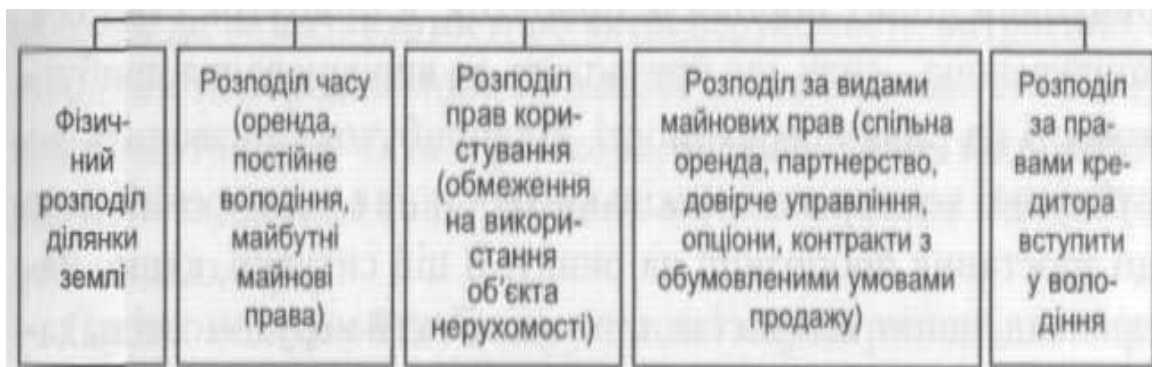 Фізич-
ний
розподіл
ділянки
землі
Розподіл часу
(оренда,
постійне
володіння,
майбутні
майнові
права)
Розподіл
прав кори-
стування
(обмеження
на викори-
стання
об’єкта
нерухомості)
Розподіл за видами
майнових прав (спільна
оренда, партнерство,
довірче управління,
опціони, контракти з
обумовленими умовами
продажу)
Розподіл
за пра-
вами кре-
дитора
вступити
у воло-
діння